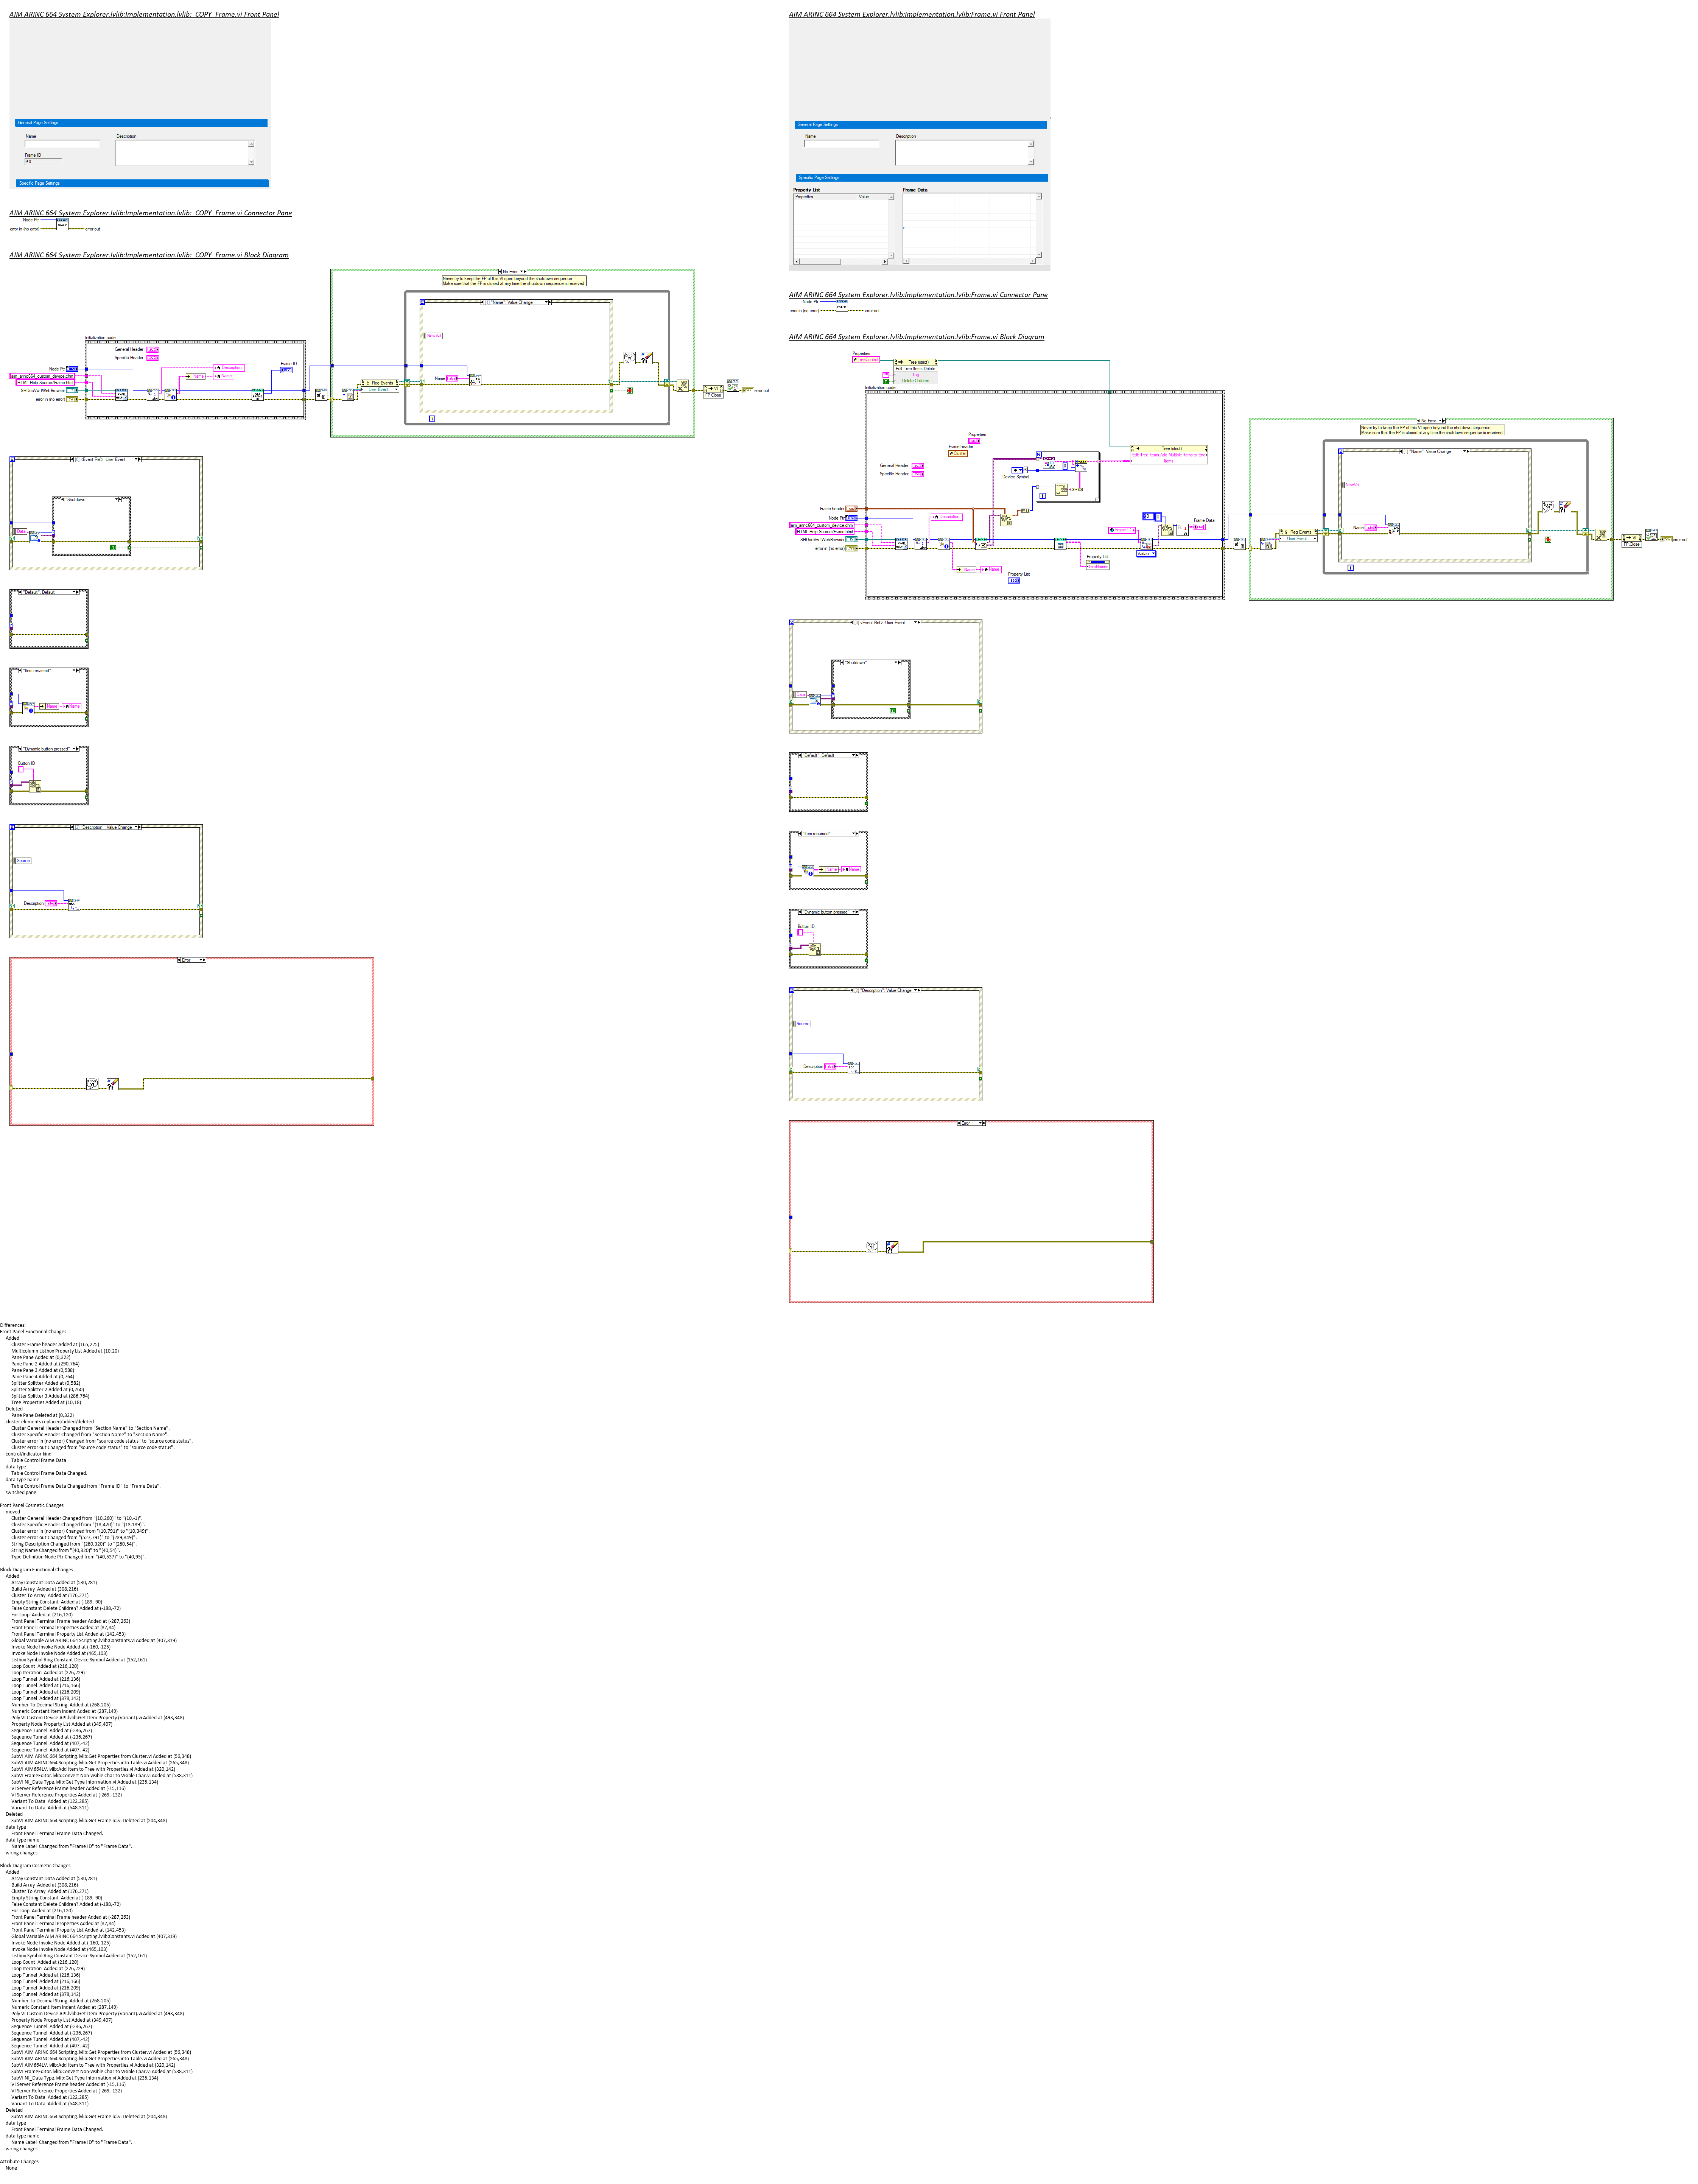 AIM ARINC 664 System Explorer.lvlib:Implementation.lvlib:_COPY_Frame.vi Front Panel
General Page Settings
Name
Description
Frame ID
Specific Page Settings
AIM ARINC 664 System Explorer.lvlib:Implementation.lvlib:_COPY_Frame.vi Connector Pane
Node Ptr
error in (no error)
error out
AIM ARINC 664 System Explorer.lvlib:Implementation.lvlib:_COPY_Frame.vi Block Diagram
No Error
Never try to keep the FP of this VI open beyond the shutdown sequence.
Make sure that the FP is closed at any time the shutdown sequence is received.
"Name": Value Change
NewVal
Name
Initialization code
General Header
Specific Header
Node Ptr
HTML Help Source/Frame.html
SHDocVw.IWebBrowser
error in (no error)
Description
Name
Name
Frame ID
Reg Events
User Event
FP.Close
error out
<Event Ref>: User Event
"Shutdown"
Data
"Default", Default
"Item renamed"
Name
Name
"Dynamic button pressed"
Button ID
"Description": Value Change
Source
Description
Error
AIM ARINC 664 System Explorer.lvlib:Implementation.lvlib:Frame.vi Front Panel
General Page Settings
Name
Description
Specific Page Settings
Property List
Frame Data
Properties
Value
AIM ARINC 664 System Explorer.lvlib:Implementation.lvlib:Frame.vi Connector Pane
Node Ptr
error in (no error)
error out
AIM ARINC 664 System Explorer.lvlib:Implementation.lvlib:Frame.vi Block Diagram
Properties
TreeControl
Tree (strict)
Edit Tree Items.Delete
Tag
Delete Children
Initialization code
Properties
Frame header
Cluster
General Header
Specific Header
Device Symbol
Tree (strict)
Edit Tree Items.Add Multiple Items to End
Items
Frame header
Node Ptr
aim_arinc664_custom_device.chm
HTML Help Source/Frame.html
SHDocVw.IWebBrowser
error in (no error)
Description
Name
Name
Property List
Property List
ItemNames
Frame ID
Variant
Frame Data
No Error
Never try to keep the FP of this VI open beyond the shutdown sequence.
Make sure that the FP is closed at any time the shutdown sequence is received.
"Name": Value Change
NewVal
Name
Reg Events
User Event
FP.Close
error out
<Event Ref>: User Event
"Shutdown"
Data
"Default", Default
"Item renamed"
Name
Name
"Dynamic button pressed"
Button ID
"Description": Value Change
Source
Description
Error
Differences:
Front Panel Functional Changes
Added
Cluster Frame header Added at (165,225)
Multicolumn Listbox Property List Added at (10,20)
Pane Pane Added at (0,322)
Pane Pane 2 Added at (290,764)
Pane Pane 3 Added at (0,588)
Pane Pane 4 Added at (0,764)
Splitter Splitter Added at (0,582)
Splitter Splitter 2 Added at (0,760)
Splitter Splitter 3 Added at (286,764)
Tree Properties Added at (10,18)
Deleted
Pane Pane Deleted at (0,322)
cluster elements replaced/added/deleted
Cluster General Header Changed from "Section Name" to "Section Name".
Cluster Specific Header Changed from "Section Name" to "Section Name".
Cluster error in (no error) Changed from "source code status" to "source code status".
Cluster error out Changed from "source code status" to "source code status".
control/indicator kind
Table Control Frame Data
data type
Table Control Frame Data Changed.
data type name
Table Control Frame Data Changed from "Frame ID" to "Frame Data".
switched pane
Front Panel Cosmetic Changes
moved
Cluster General Header Changed from "(10,260)" to "(10,-1)".
Cluster Specific Header Changed from "(13,420)" to "(13,139)".
Cluster error in (no error) Changed from "(10,791)" to "(10,349)".
Cluster error out Changed from "(527,791)" to "(239,349)".
String Description Changed from "(280,320)" to "(280,54)".
String Name Changed from "(40,320)" to "(40,54)".
Type Definition Node Ptr Changed from "(40,537)" to "(40,95)".
Block Diagram Functional Changes
Added
Array Constant Data Added at (530,281)
Build Array  Added at (308,216)
Cluster To Array  Added at (176,271)
Empty String Constant  Added at (-189,-90)
False Constant Delete Children? Added at (-188,-72)
For Loop  Added at (216,120)
Front Panel Terminal Frame header Added at (-287,263)
Front Panel Terminal Properties Added at (37,84)
Front Panel Terminal Property List Added at (142,453)
Global Variable AIM ARINC 664 Scripting.lvlib:Constants.vi Added at (407,319)
Invoke Node Invoke Node Added at (-160,-125)
Invoke Node Invoke Node Added at (465,103)
Listbox Symbol Ring Constant Device Symbol Added at (152,161)
Loop Count  Added at (216,120)
Loop Iteration  Added at (226,229)
Loop Tunnel  Added at (216,136)
Loop Tunnel  Added at (216,166)
Loop Tunnel  Added at (216,209)
Loop Tunnel  Added at (378,142)
Number To Decimal String  Added at (268,205)
Numeric Constant Item indent Added at (287,149)
Poly VI Custom Device API.lvlib:Get Item Property (Variant).vi Added at (493,348)
Property Node Property List Added at (349,407)
Sequence Tunnel  Added at (-236,267)
Sequence Tunnel  Added at (-236,267)
Sequence Tunnel  Added at (407,-42)
Sequence Tunnel  Added at (407,-42)
SubVI AIM ARINC 664 Scripting.lvlib:Get Properties from Cluster.vi Added at (56,348)
SubVI AIM ARINC 664 Scripting.lvlib:Get Properties into Table.vi Added at (265,348)
SubVI AIM664LV.lvlib:Add Item to Tree with Properties.vi Added at (320,142)
SubVI FrameEditor.lvlib:Convert Non-visible Char to Visible Char.vi Added at (588,311)
SubVI NI_Data Type.lvlib:Get Type Information.vi Added at (235,134)
VI Server Reference Frame header Added at (-15,116)
VI Server Reference Properties Added at (-269,-132)
Variant To Data  Added at (122,285)
Variant To Data  Added at (548,311)
Deleted
SubVI AIM ARINC 664 Scripting.lvlib:Get Frame Id.vi Deleted at (204,348)
data type
Front Panel Terminal Frame Data Changed.
data type name
Name Label  Changed from "Frame ID" to "Frame Data".
wiring changes
Block Diagram Cosmetic Changes
Added
Array Constant Data Added at (530,281)
Build Array  Added at (308,216)
Cluster To Array  Added at (176,271)
Empty String Constant  Added at (-189,-90)
False Constant Delete Children? Added at (-188,-72)
For Loop  Added at (216,120)
Front Panel Terminal Frame header Added at (-287,263)
Front Panel Terminal Properties Added at (37,84)
Front Panel Terminal Property List Added at (142,453)
Global Variable AIM ARINC 664 Scripting.lvlib:Constants.vi Added at (407,319)
Invoke Node Invoke Node Added at (-160,-125)
Invoke Node Invoke Node Added at (465,103)
Listbox Symbol Ring Constant Device Symbol Added at (152,161)
Loop Count  Added at (216,120)
Loop Iteration  Added at (226,229)
Loop Tunnel  Added at (216,136)
Loop Tunnel  Added at (216,166)
Loop Tunnel  Added at (216,209)
Loop Tunnel  Added at (378,142)
Number To Decimal String  Added at (268,205)
Numeric Constant Item indent Added at (287,149)
Poly VI Custom Device API.lvlib:Get Item Property (Variant).vi Added at (493,348)
Property Node Property List Added at (349,407)
Sequence Tunnel  Added at (-236,267)
Sequence Tunnel  Added at (-236,267)
Sequence Tunnel  Added at (407,-42)
Sequence Tunnel  Added at (407,-42)
SubVI AIM ARINC 664 Scripting.lvlib:Get Properties from Cluster.vi Added at (56,348)
SubVI AIM ARINC 664 Scripting.lvlib:Get Properties into Table.vi Added at (265,348)
SubVI AIM664LV.lvlib:Add Item to Tree with Properties.vi Added at (320,142)
SubVI FrameEditor.lvlib:Convert Non-visible Char to Visible Char.vi Added at (588,311)
SubVI NI_Data Type.lvlib:Get Type Information.vi Added at (235,134)
VI Server Reference Frame header Added at (-15,116)
VI Server Reference Properties Added at (-269,-132)
Variant To Data  Added at (122,285)
Variant To Data  Added at (548,311)
Deleted
SubVI AIM ARINC 664 Scripting.lvlib:Get Frame Id.vi Deleted at (204,348)
data type
Front Panel Terminal Frame Data Changed.
data type name
Name Label  Changed from "Frame ID" to "Frame Data".
wiring changes
Attribute Changes
None